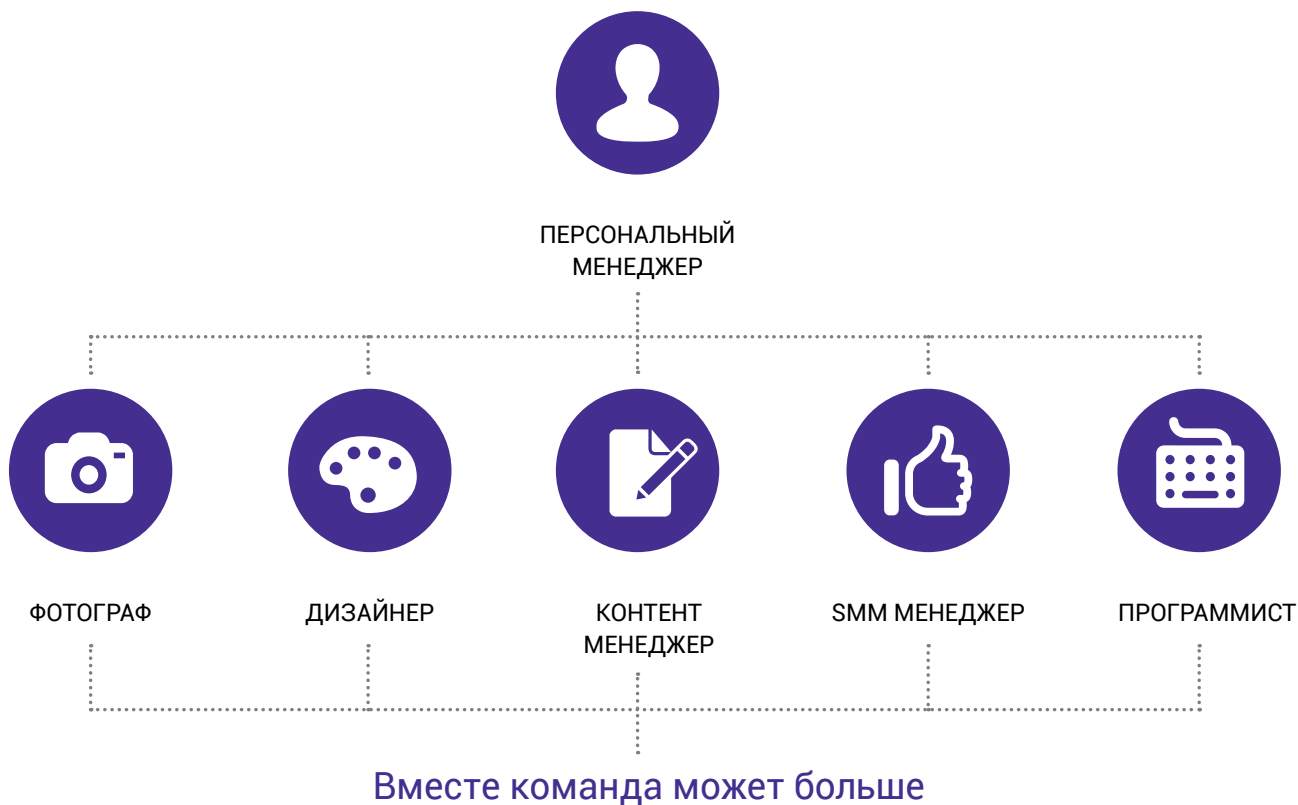 ПЕРСОНАЛЬНЫЙ
МЕНЕДЖЕР
ФОТОГРАФ
ДИЗАЙНЕР
КОНТЕНТ
МЕНЕДЖЕР
SMM МЕНЕДЖЕР
ПРОГРАММИСТ
Вместе команда может больше